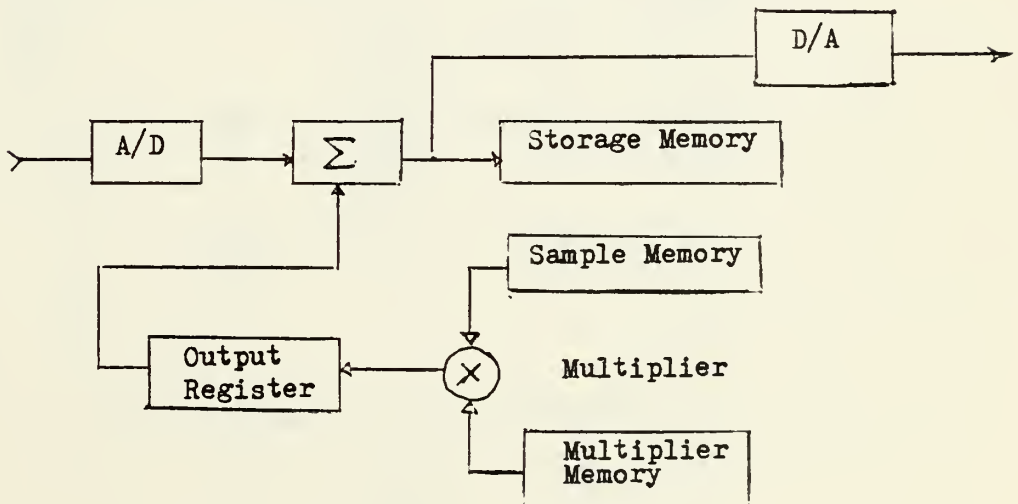 D/A
A/D
Σ
Storage Memory
Sample Memory
Output
Register
×
Multiplier
Multiplier
Memory